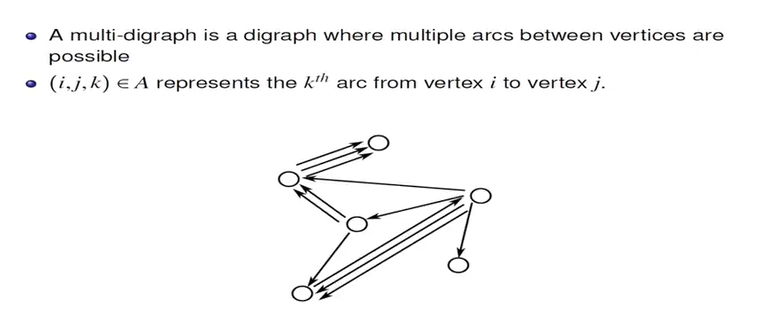 A multi-digraph is a digraph where multiple arcs between vertices are
possible
(i,j,k) ∈ A represents the kᵗʰ arc from vertex i to vertex j.